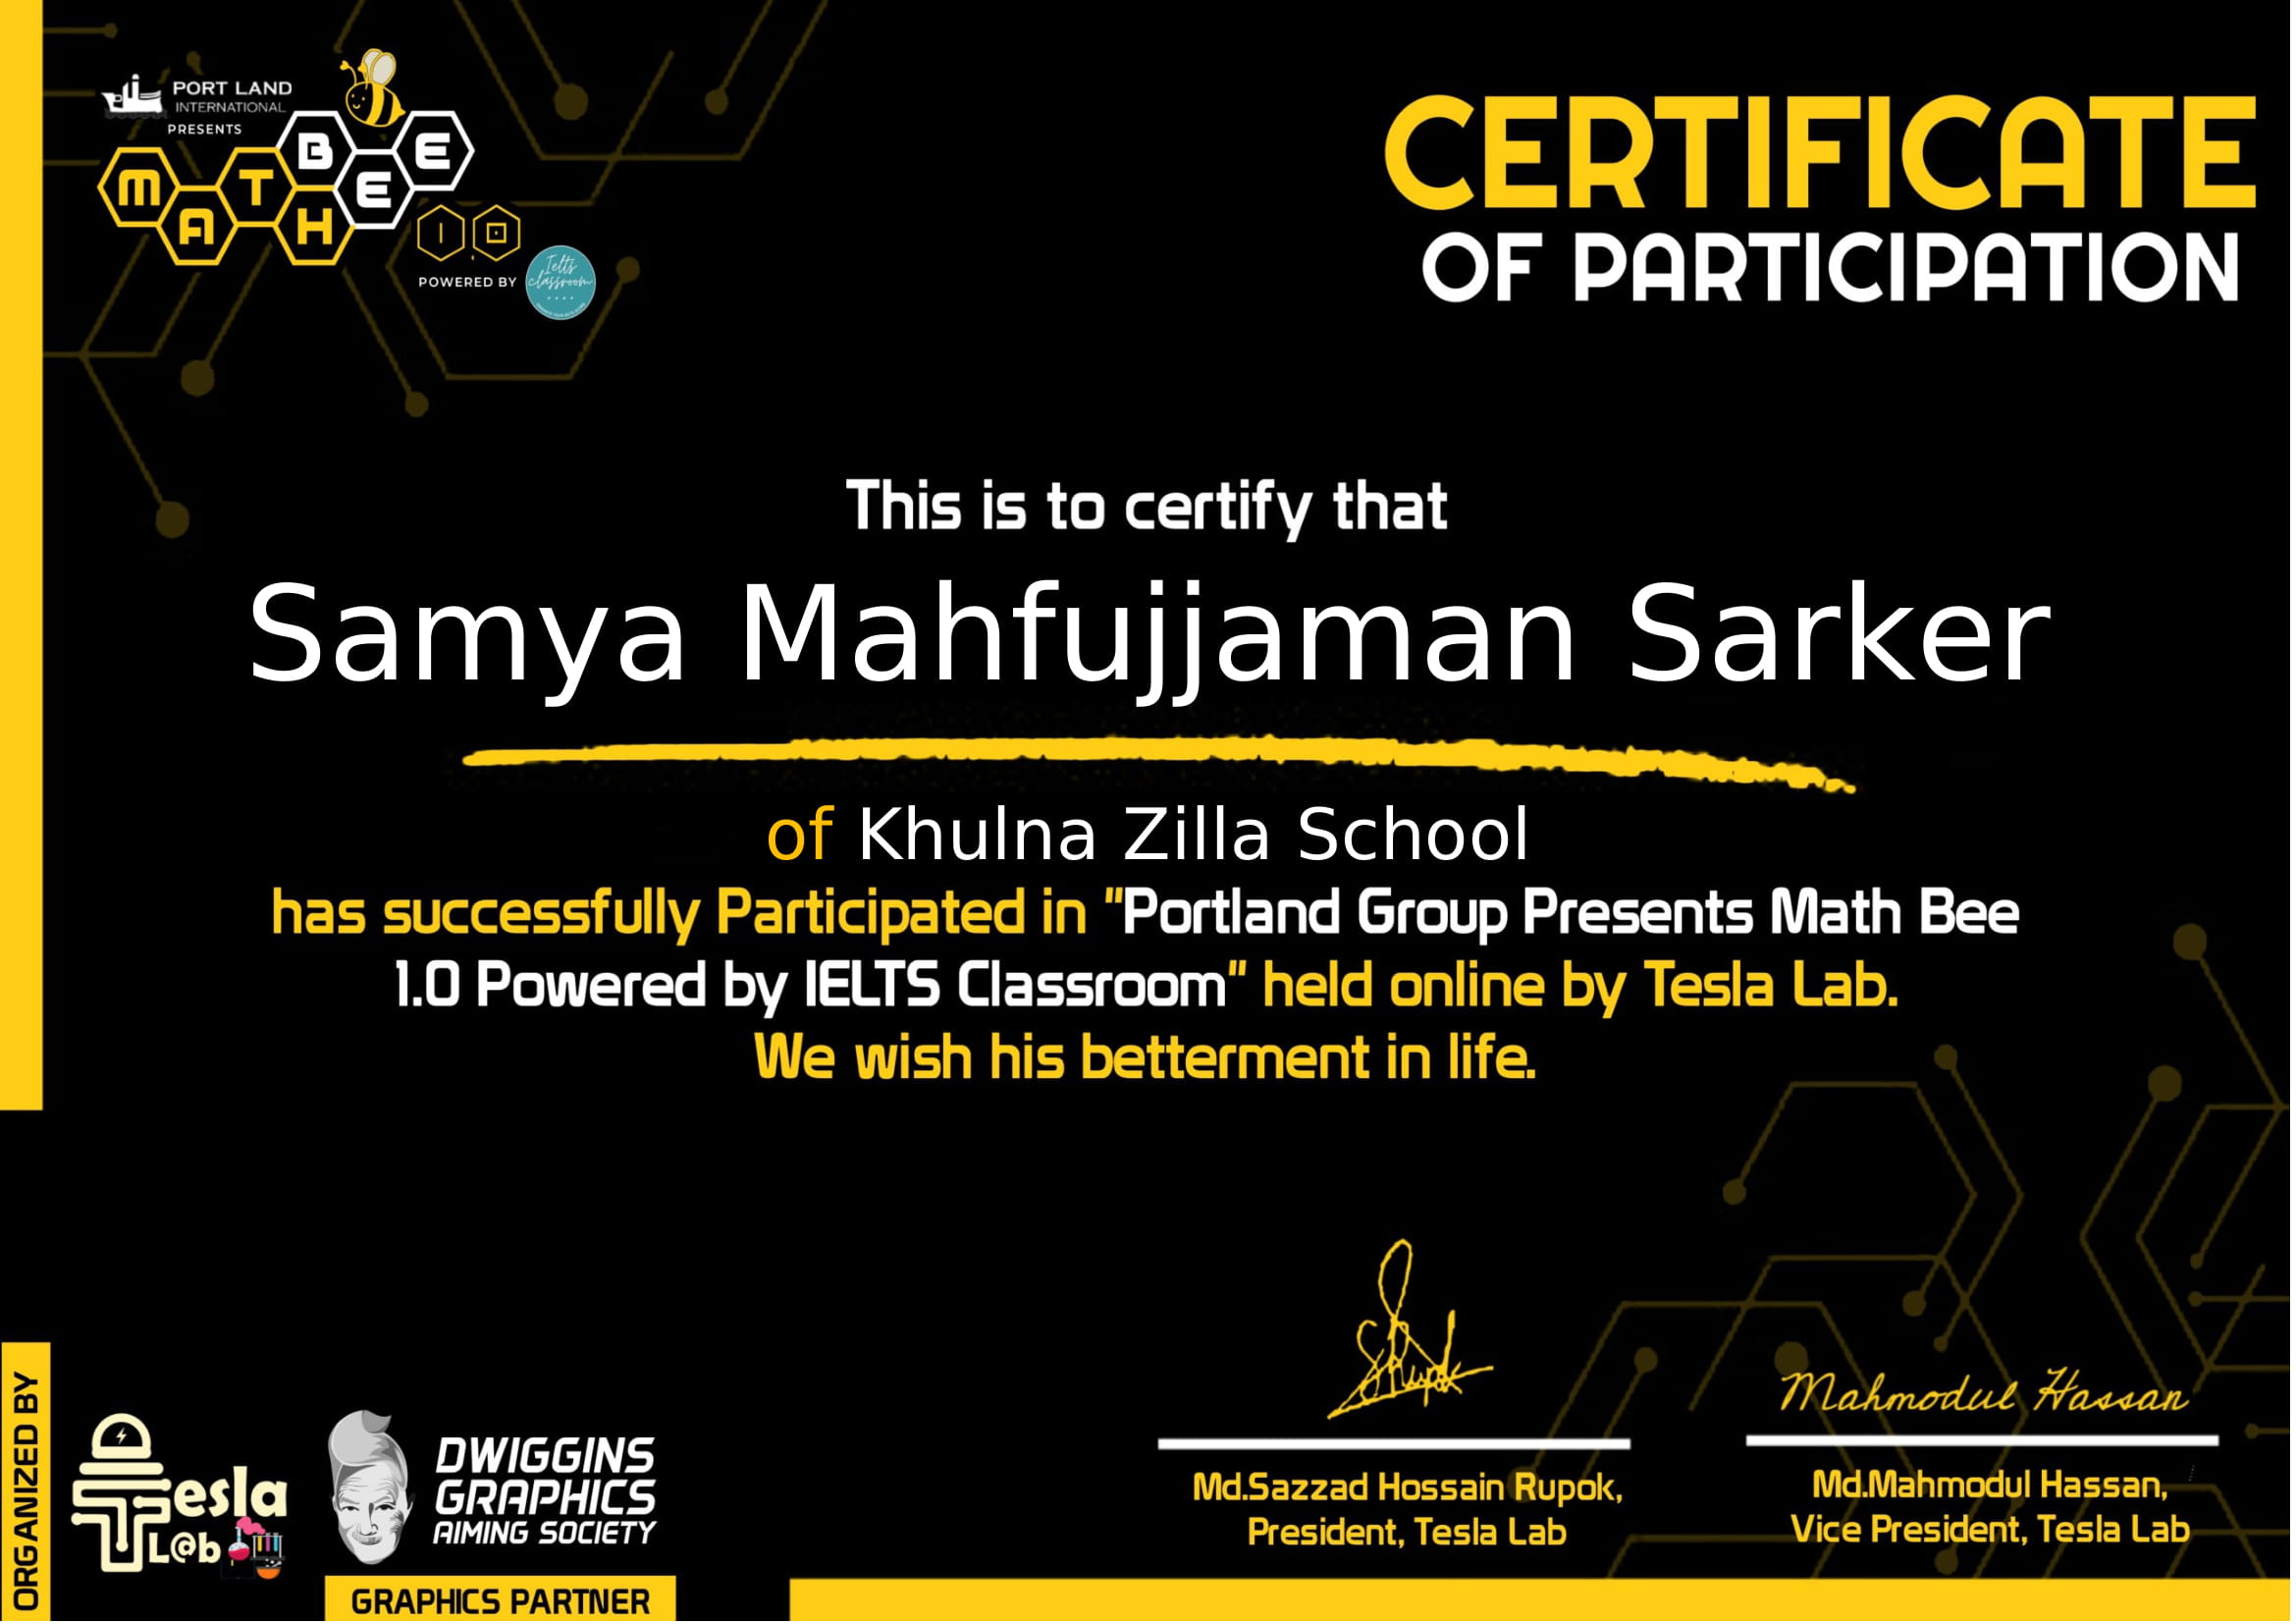 PORT LAND
INTERNATIONAL
PRESENTS
MATH BEE
1.0
POWERED BY
Ielts
classroom
CERTIFICATE
OF PARTICIPATION
This is to certify that
Samya Mahfujjaman Sarker
of Khulna Zilla School
has successfully Participated in "Portland Group Presents Math Bee
1.0 Powered by IELTS Classroom" held online by Tesla Lab.
We wish his betterment in life.
ORGANIZED BY
Tesla
L@b
DWIGGINS
GRAPHICS
AIMING SOCIETY
GRAPHICS PARTNER
SRupok
Md.Sazzad Hossain Rupok,
President, Tesla Lab
Mahmodul Hassan
Md.Mahmodul Hassan,
Vice President, Tesla Lab